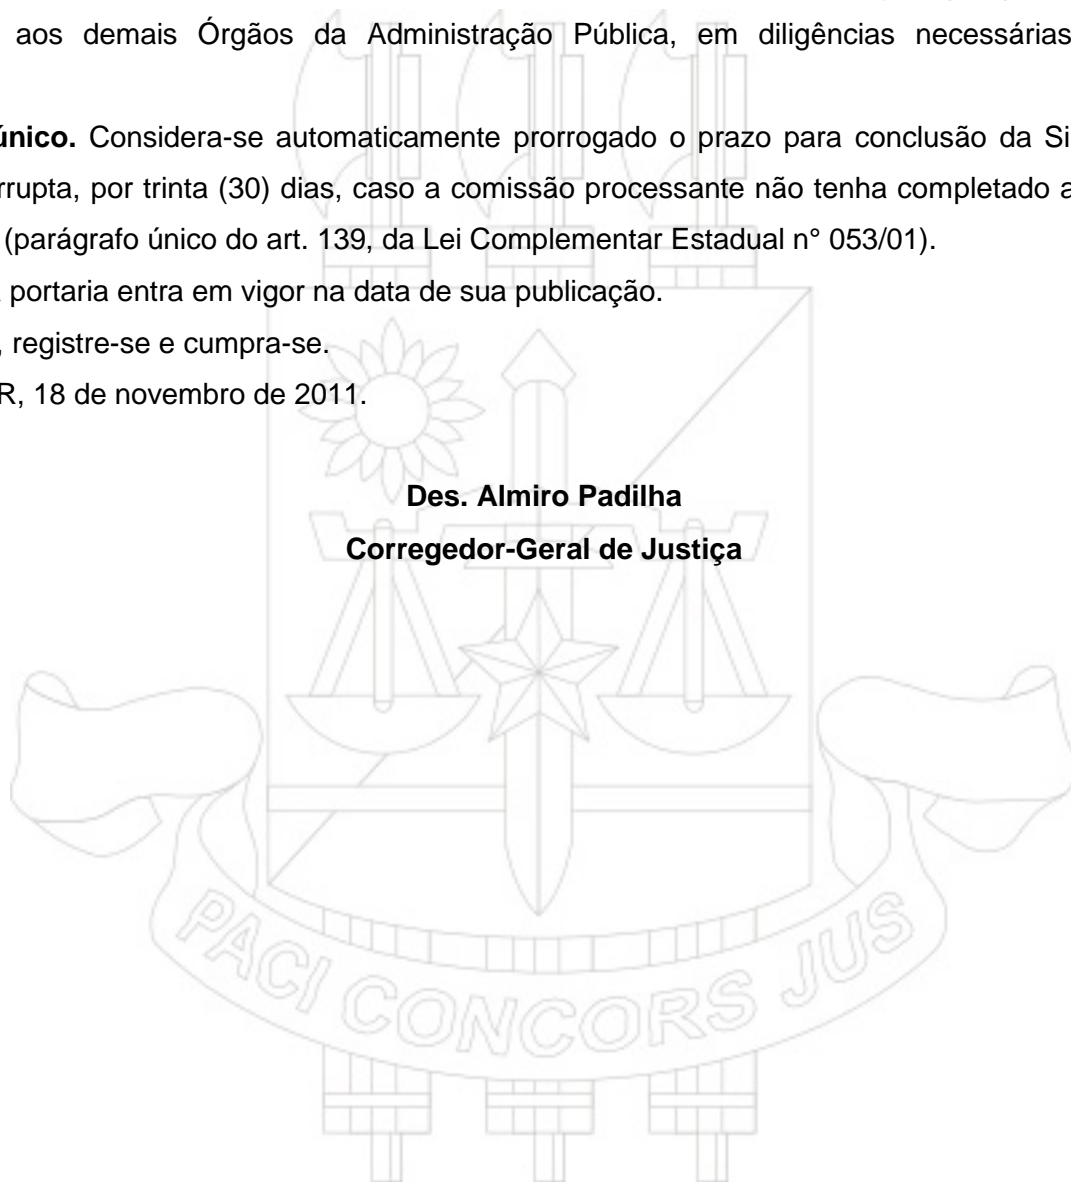 aos demais Órgãos da Administração Pública, em diligências necessárias
único. Considera-se automaticamente prorrogado o prazo para conclusão da Si
rrupta, por trinta (30) dias, caso a comissão processante não tenha completado a
(parágrafo único do art. 139, da Lei Complementar Estadual n° 053/01).
portaria entra em vigor na data de sua publicação.
, registre-se e cumpra-se.
R, 18 de novembro de 2011.
Des. Almiro Padilha
Corregedor-Geral de Justiça
PACI CONCORS JUS